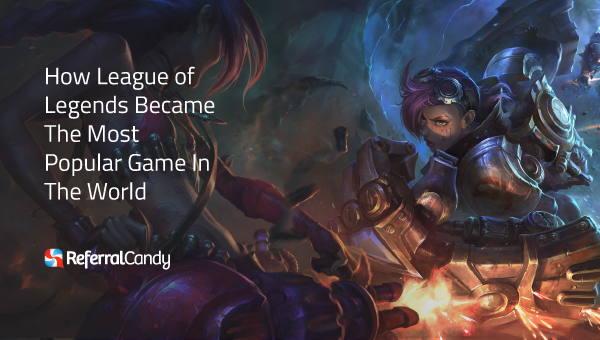 How League of
Legends Became
The Most
Popular Game In
The World
ReferralCandy